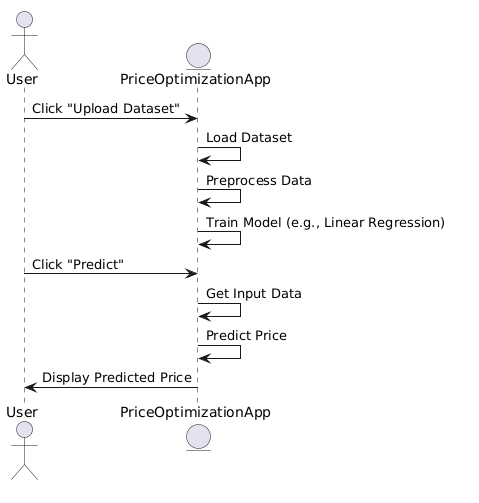 User
PriceOptimizationApp
Click "Upload Dataset"
Load Dataset
Preprocess Data
Train Model (e.g., Linear Regression)
Click "Predict"
Get Input Data
Predict Price
Display Predicted Price
User
PriceOptimizationApp